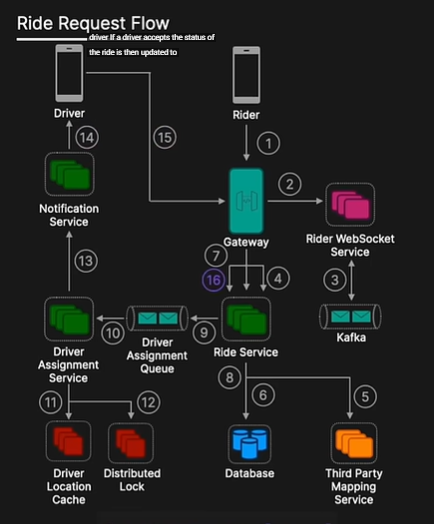 Ride Request Flow
driver If a driver accepts the status of
the ride is then updated to
Driver
Rider
14
15
1
2
Notification
Service
Gateway
Rider WebSocket
Service
7
16
4
3
13
Kafka
10
9
Driver
Assignment
Service
Driver
Assignment
Queue
Ride Service
8
6
5
11
12
Driver
Location
Cache
Distributed
Lock
Database
Third Party
Mapping
Service